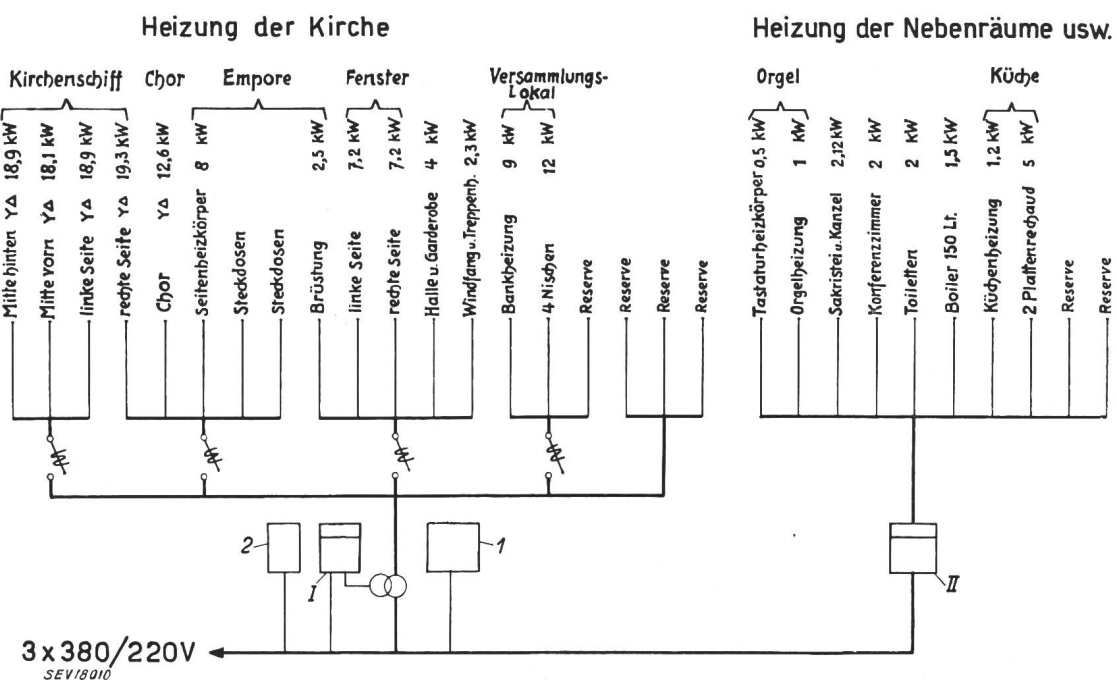 Heizung der Kirche
Heizung der Nebenräume usw.
Kirchenschiff
Chor
Empore
Fenster
Versammlungs-
Lokal
Orgel
Küche
Mitte hinten YΔ 18,9 kW
Mitte vorn YΔ 18,1 kW
linke Seite YΔ 18,9 kW
rechte Seite YΔ 19,3 kW
Chor YΔ 12,6 kW
Seitenheizkörper 8 kW
Steckdosen
Steckdosen
Brüstung 2,5 kW
linke Seite 7,2 kW
rechte Seite 7,2 kW
Halle u. Garderobe 4 kW
Windfang u. Treppenh. 2,3 kW
Bankheizung 9 kW
4 Nischen 12 kW
Reserve
Reserve
Reserve
Reserve
Tastaturheizkörper 0,5 kW
Orgelheizung 1 kW
Sakristei u. Kanzel 2,12 kW
Konferenzzimmer 2 kW
Toiletten 2 kW
Boiler 150 Lt. 1,5 kW
Küchenheizung 1,2 kW
2 Plattenrechaud 5 kW
Reserve
Reserve
2
I
1
II
3 x 380/220V
SEV18010